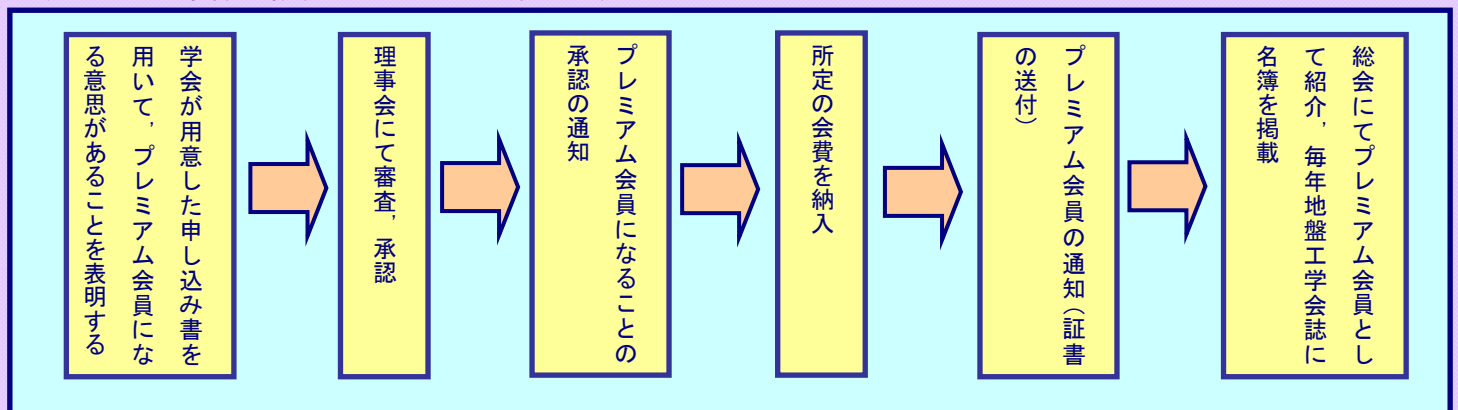 学会が用意した申し込み書を
用いて，プレミアム会員にな
る意思があることを表明する
理事会にて審査，承認
プレミアム会員になることの
承認の通知
所定の会費を納入
プレミアム会員の通知（証書
の送付）
総会にてプレミアム会員とし
て紹介，毎年地盤工学会誌に
名簿を掲載